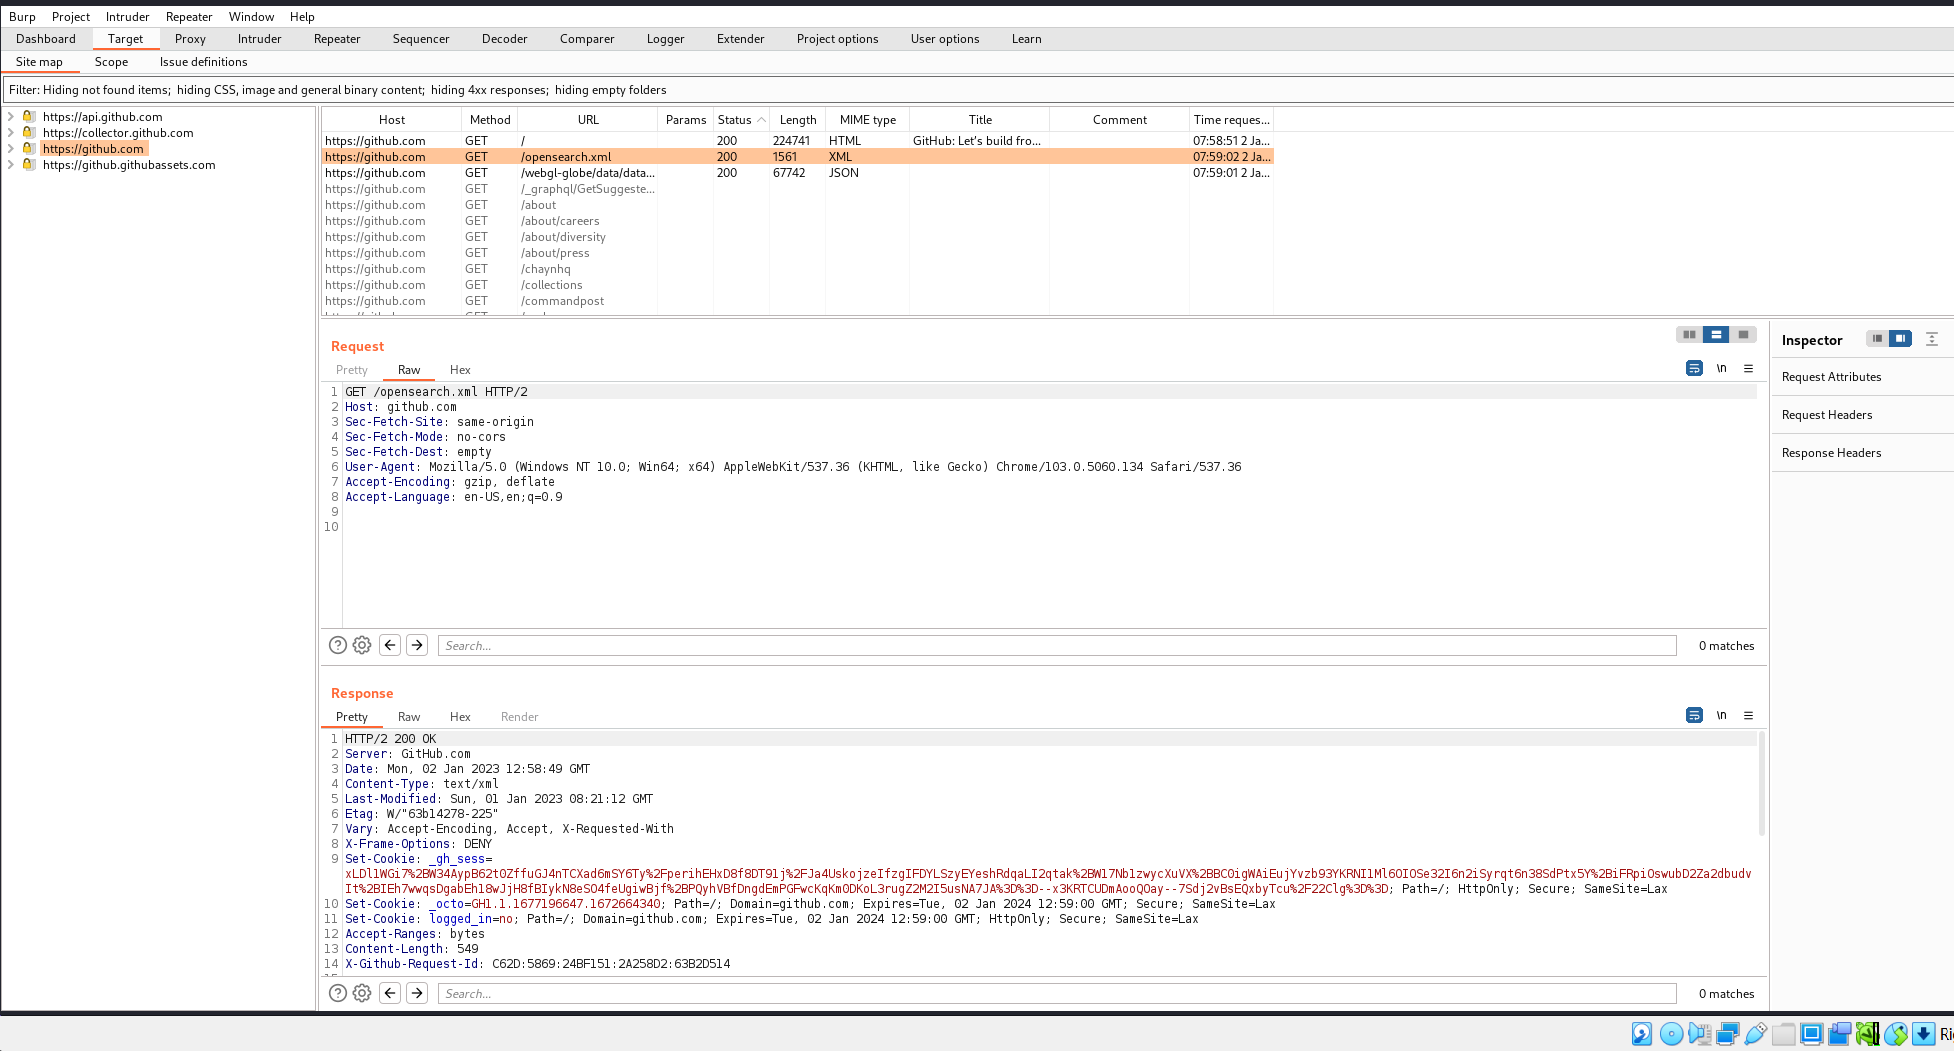 Burp Project Intruder Repeater Window Help
Dashboard Target Proxy Intruder Repeater Sequencer Decoder Comparer Logger Extender Project options User options Learn
Site map Scope Issue definitions
Filter: Hiding not found items; hiding CSS, image and general binary content; hiding 4xx responses; hiding empty folders
https://api.github.com
https://collector.github.com
https://github.com
https://github.githubassets.com
Host Method URL Params Status Length MIME type Title Comment Time reques...
https://github.com GET / 200 224741 HTML GitHub: Let's build fro... 07:58:51 2 Ja...
https://github.com GET /opensearch.xml 200 1561 XML 07:59:02 2 Ja...
https://github.com GET /webgl-globe/data/data... 200 67742 JSON 07:59:01 2 Ja...
https://github.com GET /_graphql/GetSuggeste...
https://github.com GET /about
https://github.com GET /about/careers
https://github.com GET /about/diversity
https://github.com GET /about/press
https://github.com GET /chaynhq
https://github.com GET /collections
https://github.com GET /commandpost
Request
Pretty Raw Hex
\n
1 GET /opensearch.xml HTTP/2
2 Host: github.com
3 Sec-Fetch-Site: same-origin
4 Sec-Fetch-Mode: no-cors
5 Sec-Fetch-Dest: empty
6 User-Agent: Mozilla/5.0 (Windows NT 10.0; Win64; x64) AppleWebKit/537.36 (KHTML, like Gecko) Chrome/103.0.5060.134 Safari/537.36
7 Accept-Encoding: gzip, deflate
8 Accept-Language: en-US,en;q=0.9
9
10
Search... 0 matches
Response
Pretty Raw Hex Render
\n
1 HTTP/2 200 OK
2 Server: GitHub.com
3 Date: Mon, 02 Jan 2023 12:58:49 GMT
4 Content-Type: text/xml
5 Last-Modified: Sun, 01 Jan 2023 08:21:12 GMT
6 Etag: W/"63b14278-225"
7 Vary: Accept-Encoding, Accept, X-Requested-With
8 X-Frame-Options: DENY
9 Set-Cookie: _gh_sess=
Path=/; HttpOnly; Secure; SameSite=Lax
10 Set-Cookie: _octo=GH1.1.1677196647.1672664340; Path=/; Domain=github.com; Expires=Tue, 02 Jan 2024 12:59:00 GMT; Secure; SameSite=Lax
11 Set-Cookie: logged_in=no; Path=/; Domain=github.com; Expires=Tue, 02 Jan 2024 12:59:00 GMT; HttpOnly; Secure; SameSite=Lax
12 Accept-Ranges: bytes
13 Content-Length: 549
14 X-Github-Request-Id: C62D:5869:24BF151:2A258D2:63B2D514
Search... 0 matches
Inspector
Request Attributes
Request Headers
Response Headers